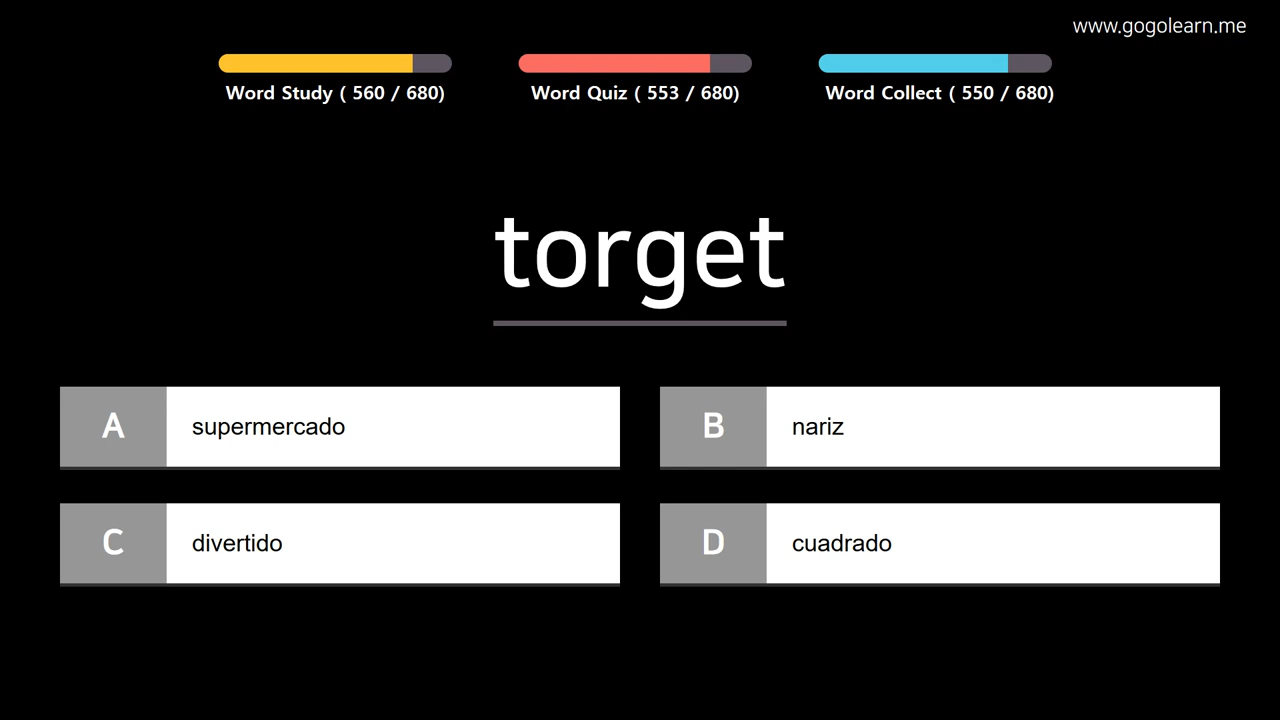 www.gogolearn.me
Word Study ( 560 / 680)
Word Quiz ( 553 / 680)
Word Collect ( 550 / 680)
torget
A supermercado
B nariz
C divertido
D cuadrado